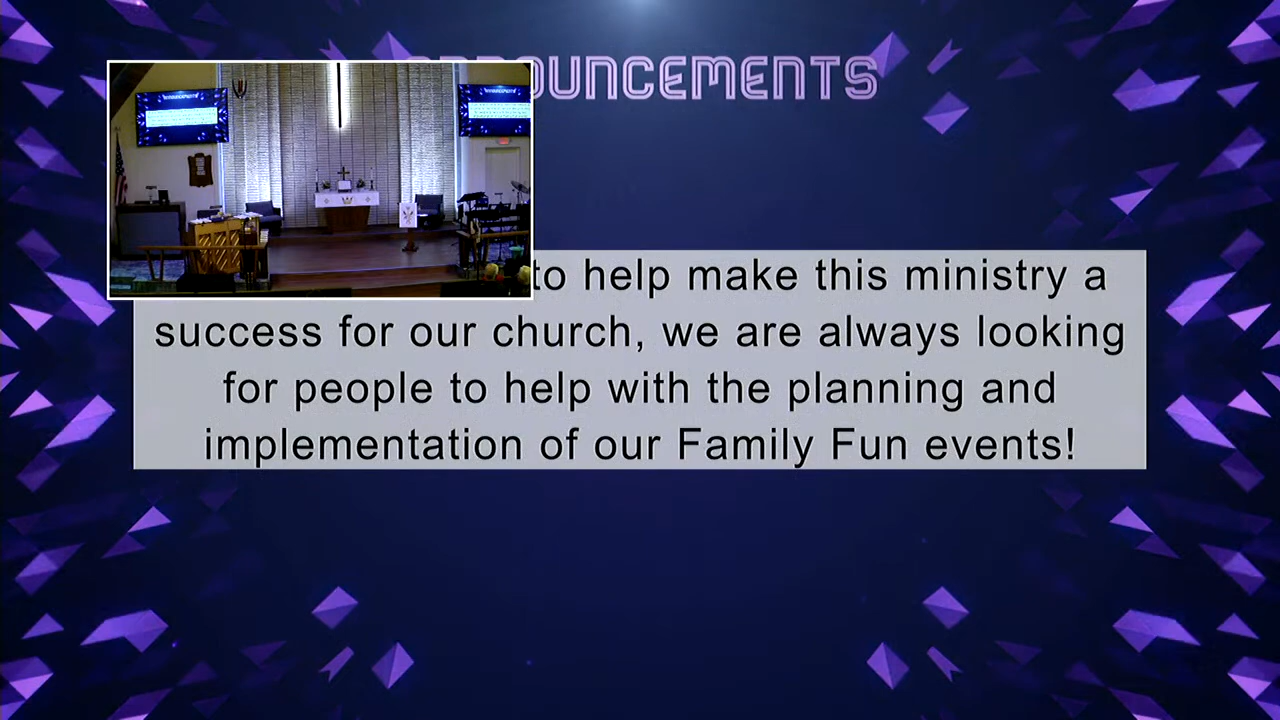 OUNCEMENTS
to help make this ministry a
success for our church, we are always looking
for people to help with the planning and
implementation of our Family Fun events!